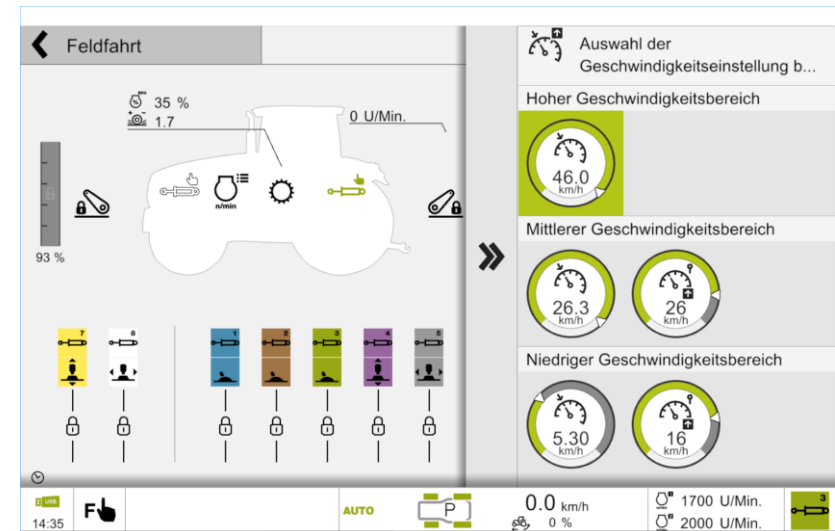 Feldfahrt
Auswahl der
Geschwindigkeitseinstellung b...
35 %
1.7
0 U/Min.
n/min
93 %
Hoher Geschwindigkeitsbereich
46.0
km/h
Mittlerer Geschwindigkeitsbereich
26.3
km/h
26
km/h
Niedriger Geschwindigkeitsbereich
5.30
km/h
16
km/h
7 6 1 2 3 4 5
USB
14:35
F
AUTO
P
0.0 km/h
0 %
1700 U/Min.
2000 U/Min.
3